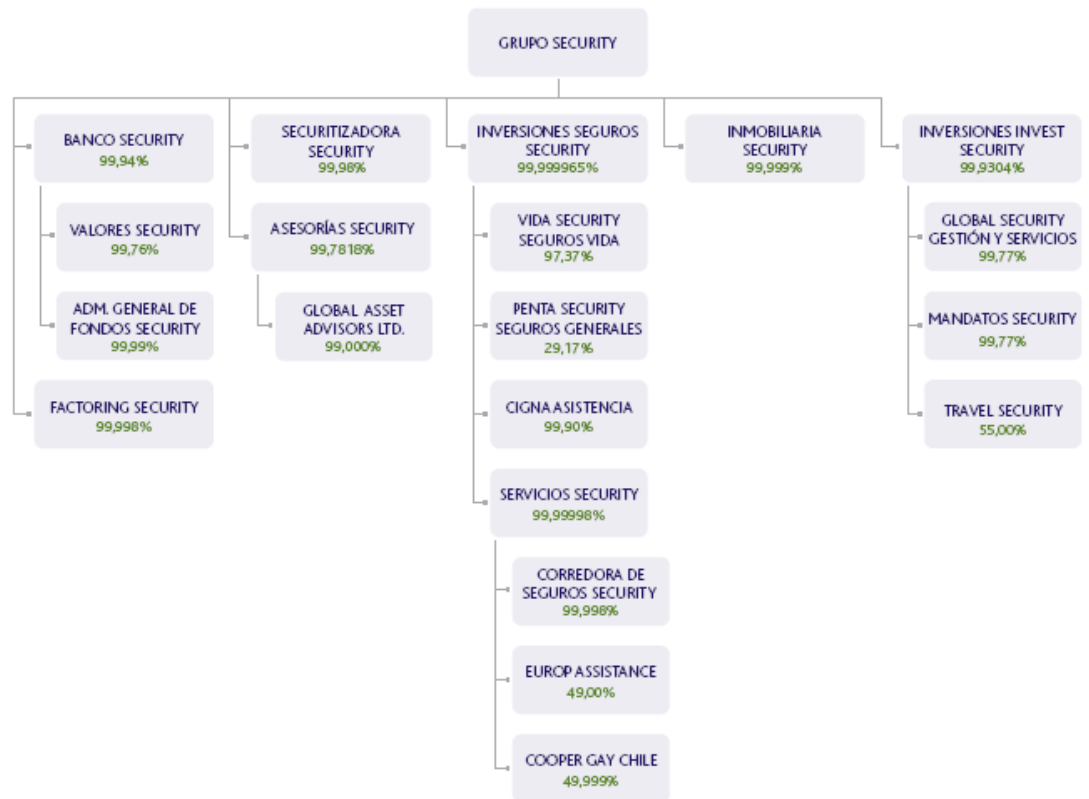 GRUPO SECURITY
BANCO SECURITY
99,94%
VALORES SECURITY
99,76%
ADM. GENERAL DE
FONDOS SECURITY
99,99%
FACTORING SECURITY
99,998%
SECURITIZADORA
SECURITY
99,98%
ASESORÍAS SECURITY
99,7818%
GLOBAL ASSET
ADVISORS LTD.
99,000%
INVERSIONES SEGUROS
SECURITY
99,999965%
VIDA SECURITY
SEGUROS VIDA
97,37%
PENTA SECURITY
SEGUROS GENERALES
29,17%
CIGNA ASISTENCIA
99,90%
SERVICIOS SECURITY
99,99998%
CORREDORA DE
SEGUROS SECURITY
99,998%
EUROP ASSISTANCE
49,00%
COOPER GAY CHILE
49,999%
INMOBILIARIA
SECURITY
99,999%
INVERSIONES INVEST
SECURITY
99,9304%
GLOBAL SECURITY
GESTIÓN Y SERVICIOS
99,77%
MANDATOS SECURITY
99,77%
TRAVEL SECURITY
55,00%